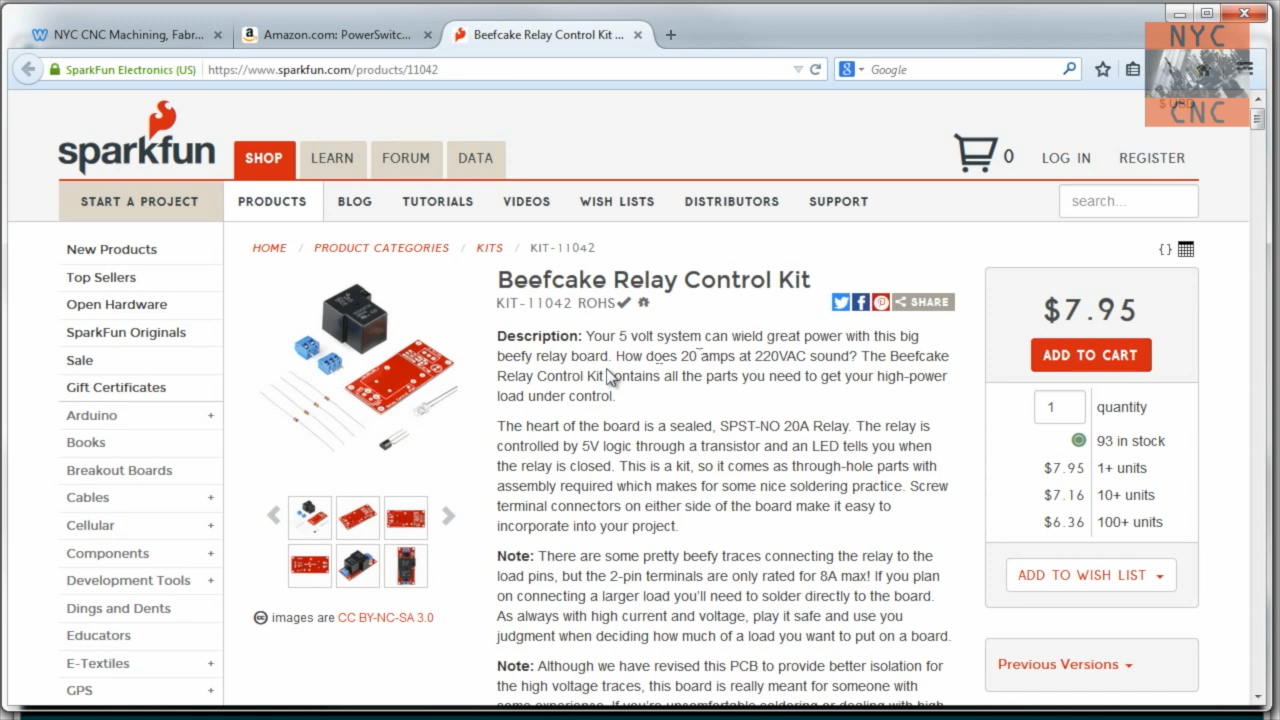 NYC CNC Machining, Fabr...
Amazon.com: PowerSwitc...
Beefcake Relay Control Kit ...
NYC
CNC
SparkFun Electronics (US)
https://www.sparkfun.com/products/11042
Google
$ USD
sparkfun
SHOP
LEARN
FORUM
DATA
0
LOG IN
REGISTER
START A PROJECT
PRODUCTS
BLOG
TUTORIALS
VIDEOS
WISH LISTS
DISTRIBUTORS
SUPPORT
search...
New Products
Top Sellers
Open Hardware
SparkFun Originals
Sale
Gift Certificates
Arduino +
Books
Breakout Boards
Cables +
Cellular +
Components +
Development Tools +
Dings and Dents
Educators
E-Textiles +
GPS +
HOME / PRODUCT CATEGORIES / KITS / KIT-11042
{ }
Beefcake Relay Control Kit
KIT-11042 ROHS
SHARE
Description: Your 5 volt system can wield great power with this big
beefy relay board. How does 20 amps at 220VAC sound? The Beefcake
Relay Control Kit contains all the parts you need to get your high-power
load under control.
The heart of the board is a sealed, SPST-NO 20A Relay. The relay is
controlled by 5V logic through a transistor and an LED tells you when
the relay is closed. This is a kit, so it comes as through-hole parts with
assembly required which makes for some nice soldering practice. Screw
terminal connectors on either side of the board make it easy to
incorporate into your project.
Note: There are some pretty beefy traces connecting the relay to the
load pins, but the 2-pin terminals are only rated for 8A max! If you plan
on connecting a larger load you'll need to solder directly to the board.
As always with high current and voltage, play it safe and use you
judgment when deciding how much of a load you want to put on a board.
Note: Although we have revised this PCB to provide better isolation for
the high voltage traces, this board is really meant for someone with
some experience. If you're uncomfortable soldering or dealing with high
images are CC BY-NC-SA 3.0
$7.95
ADD TO CART
1 quantity
93 in stock
$7.95 1+ units
$7.16 10+ units
$6.36 100+ units
ADD TO WISH LIST
Previous Versions